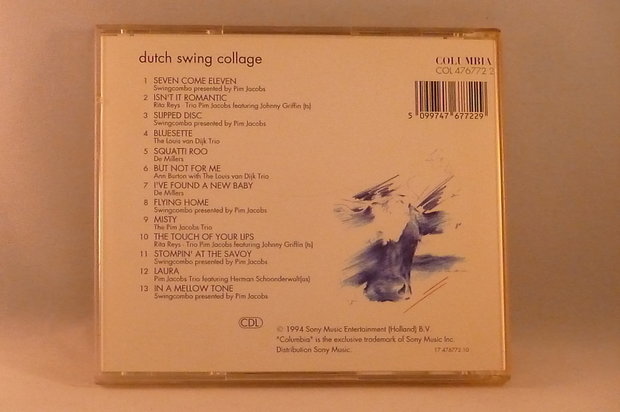 dutch swing collage
COLUMBIA
COL 476772 2
5 099747 677229
1 SEVEN COME ELEVEN
Swingcombo presented by Pim Jacobs
2 ISN'T IT ROMANTIC
Rita Reys - Trio Pim Jacobs featuring Johnny Griffin (ts)
3 SLIPPED DISC
Swingcombo presented by Pim Jacobs
4 BLUESETTE
The Louis van Dijk Trio
5 SQUATTI ROO
De Millers
6 BUT NOT FOR ME
Ann Burton with The Louis van Dijk Trio
7 I'VE FOUND A NEW BABY
De Millers
8 FLYING HOME
Swingcombo presented by Pim Jacobs
9 MISTY
The Pim Jacobs Trio
10 THE TOUCH OF YOUR LIPS
Rita Reys - Trio Pim Jacobs featuring Johnny Griffin (ts)
11 STOMPIN' AT THE SAVOY
Swingcombo presented by Pim Jacobs
12 LAURA
Pim Jacobs Trio featuring Herman Schoonderwalt(as)
13 IN A MELLOW TONE
Swingcombo presented by Pim Jacobs
CDL
© 1994 Sony Music Entertainment (Holland) B.V.
"Columbia" is the exclusive trademark of Sony Music Inc.
Distribution Sony Music.
17-476772-10